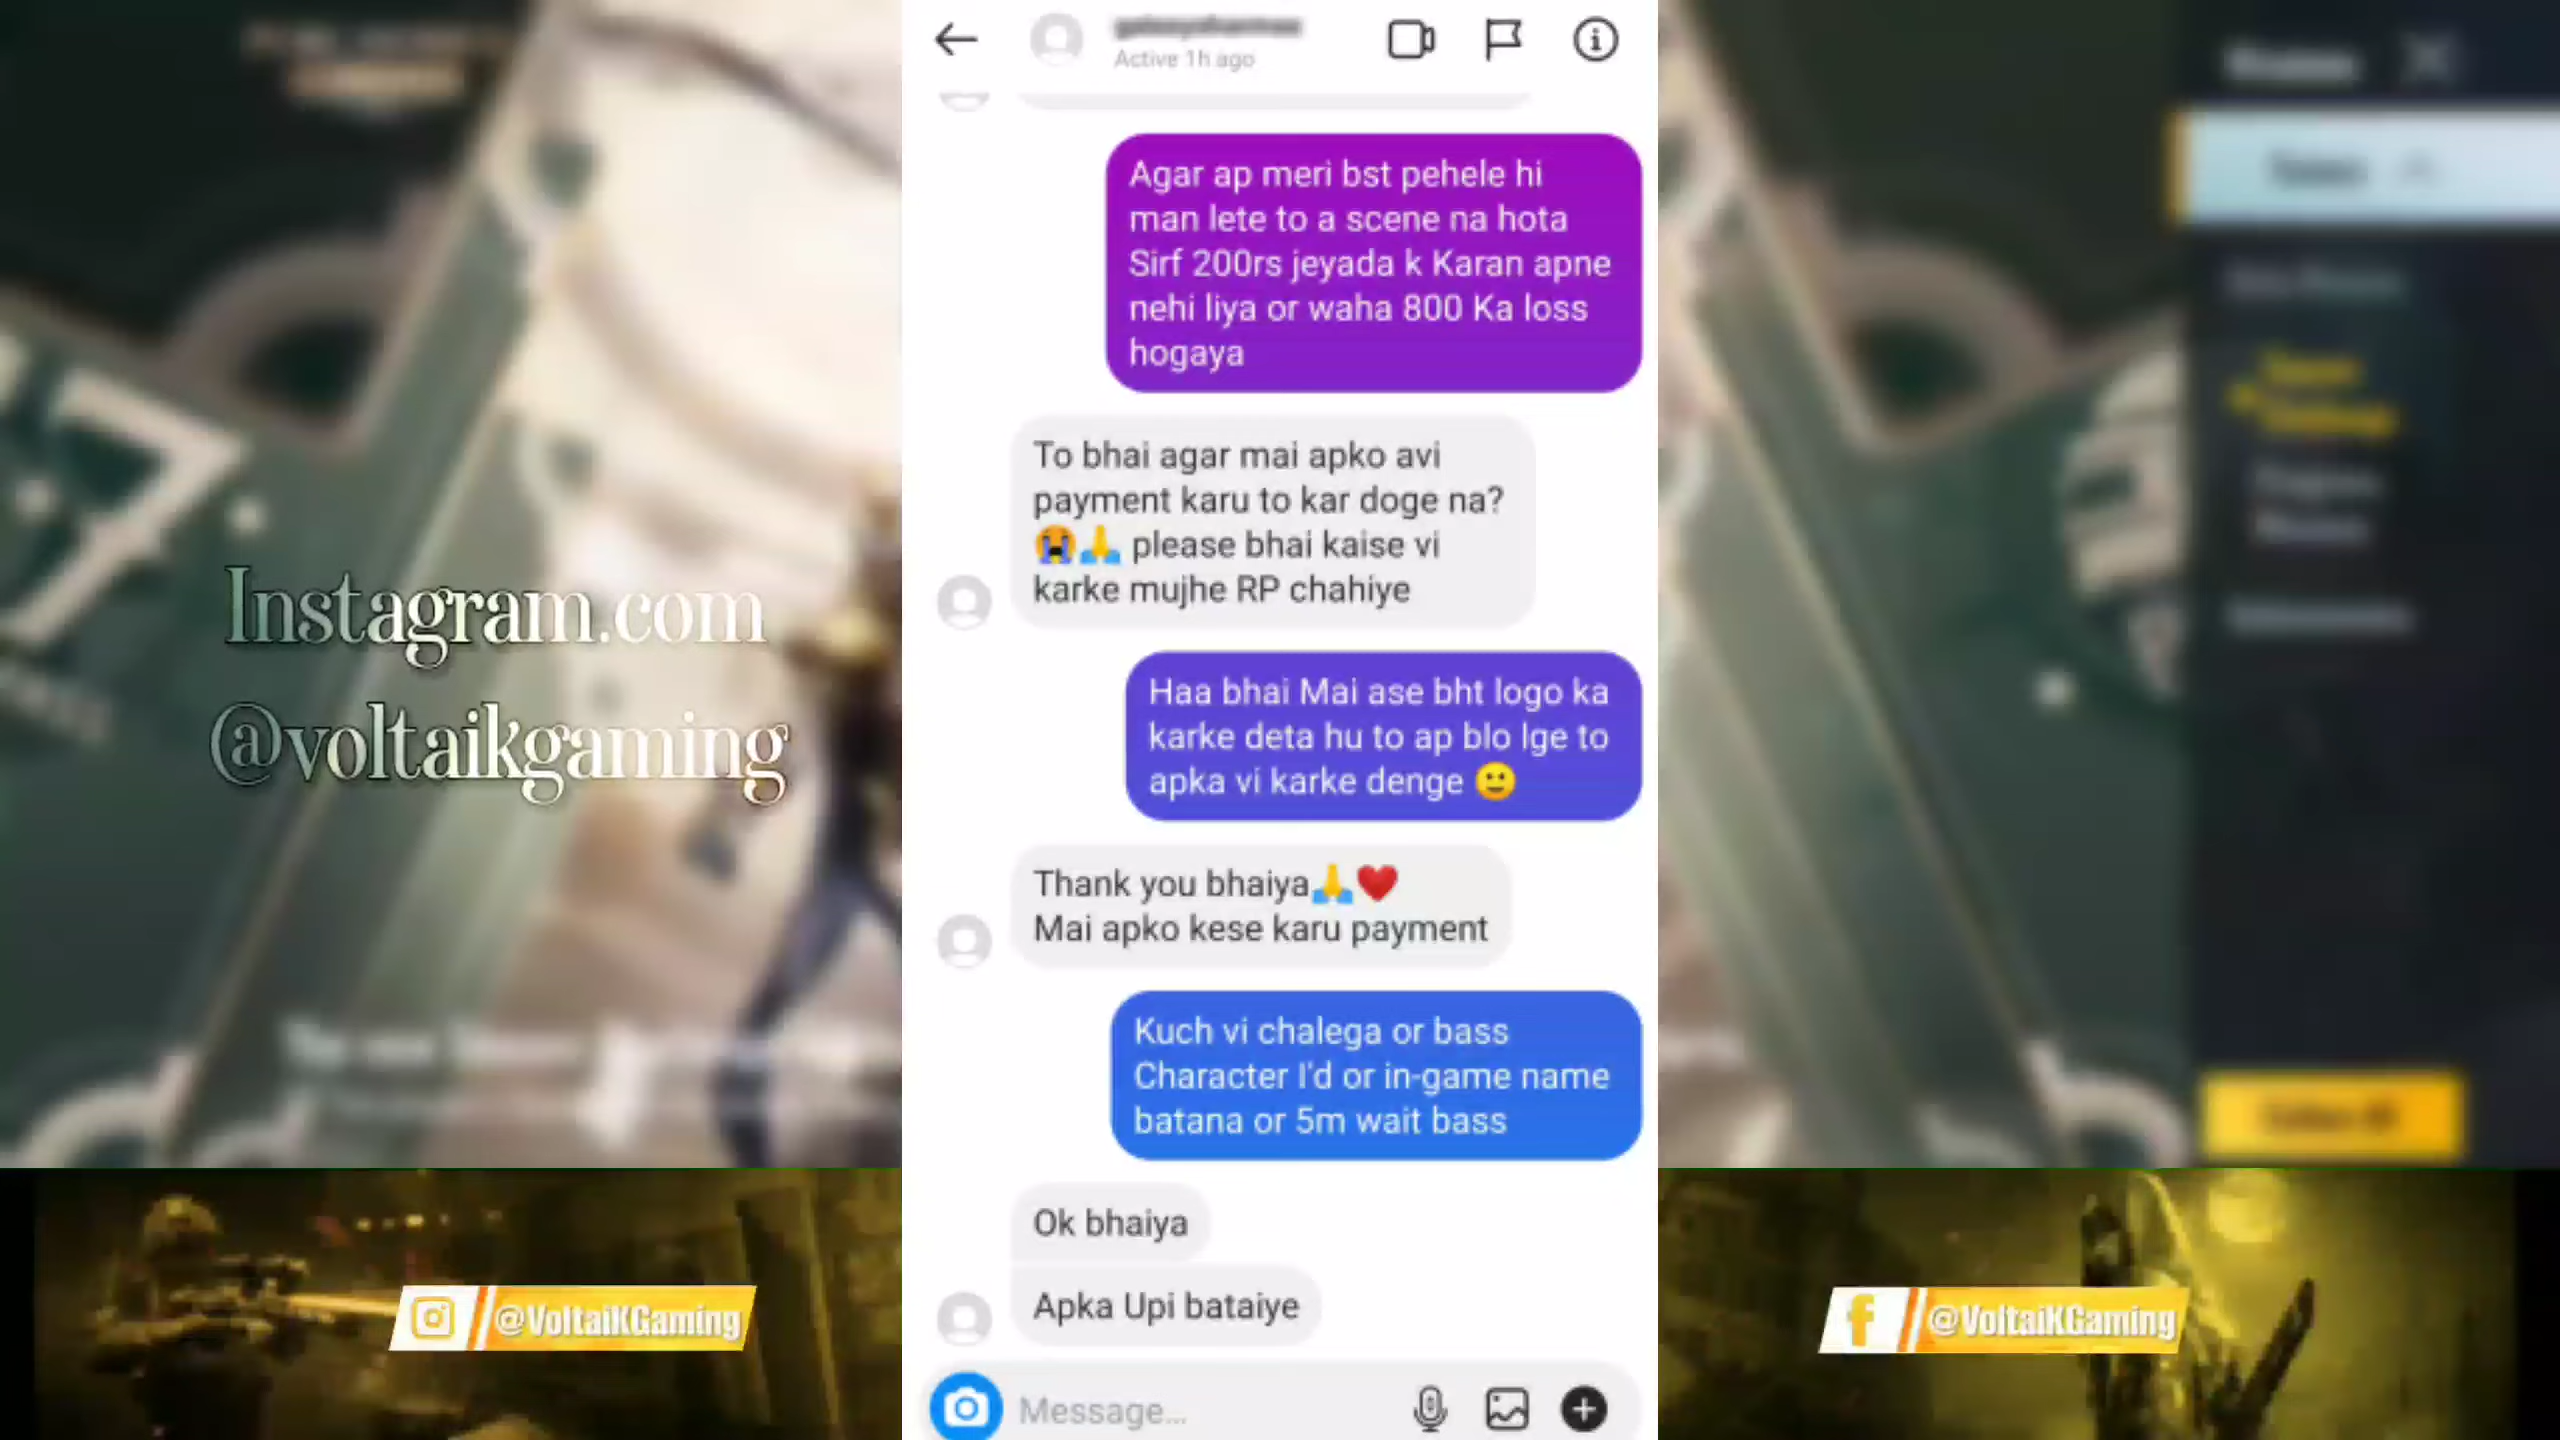 Active 1h ago
Agar ap meri bst pehele hi
man lete to a scene na hota
Sirf 200rs jeyada k Karan apne
nehi liya or waha 800 Ka loss
hogaya
To bhai agar mai apko avi
payment karu to kar doge na?
😭🙏 please bhai kaise vi
karke mujhe RP chahiye
Haa bhai Mai ase bht logo ka
karke deta hu to ap blo lge to
apka vi karke denge 🙂
Thank you bhaiya🙏❤️
Mai apko kese karu payment
Kuch vi chalega or bass
Character I'd or in-game name
batana or 5m wait bass
Ok bhaiya
Apka Upi bataiye
Message...
Instagram.com
@voltaikgaming
@VoltaiKGaming
@VoltaiKGaming